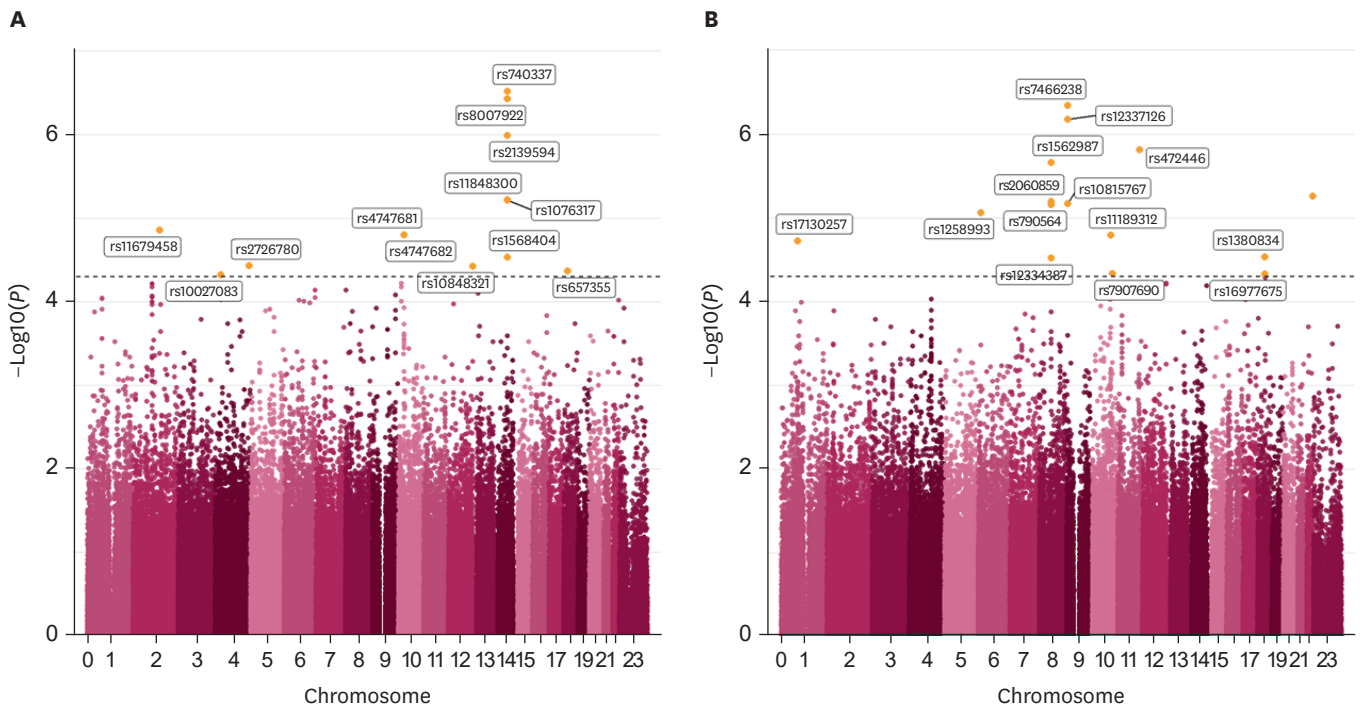 A
−Log10(P)
6
4
2
0
rs740337
rs8007922
rs2139594
rs11848300
rs1076317
rs4747681
rs1568404
rs11679458
rs2726780
rs4747682
rs10848321
rs10027083
rs657355
0 1 2 3 4 5 6 7 8 9 10 11 12 13 14 15 16 18 19 21 23
Chromosome
B
−Log10(P)
6
4
2
0
rs7466238
rs12337126
rs1562987
rs472446
rs2060859
rs10815767
rs17130257
rs1258993
rs790564
rs11189312
rs1380834
rs12334387
rs7907690
rs16977675
0 1 2 3 4 5 6 7 8 9 10 11 12 13 14 15 17 19 21 23
Chromosome